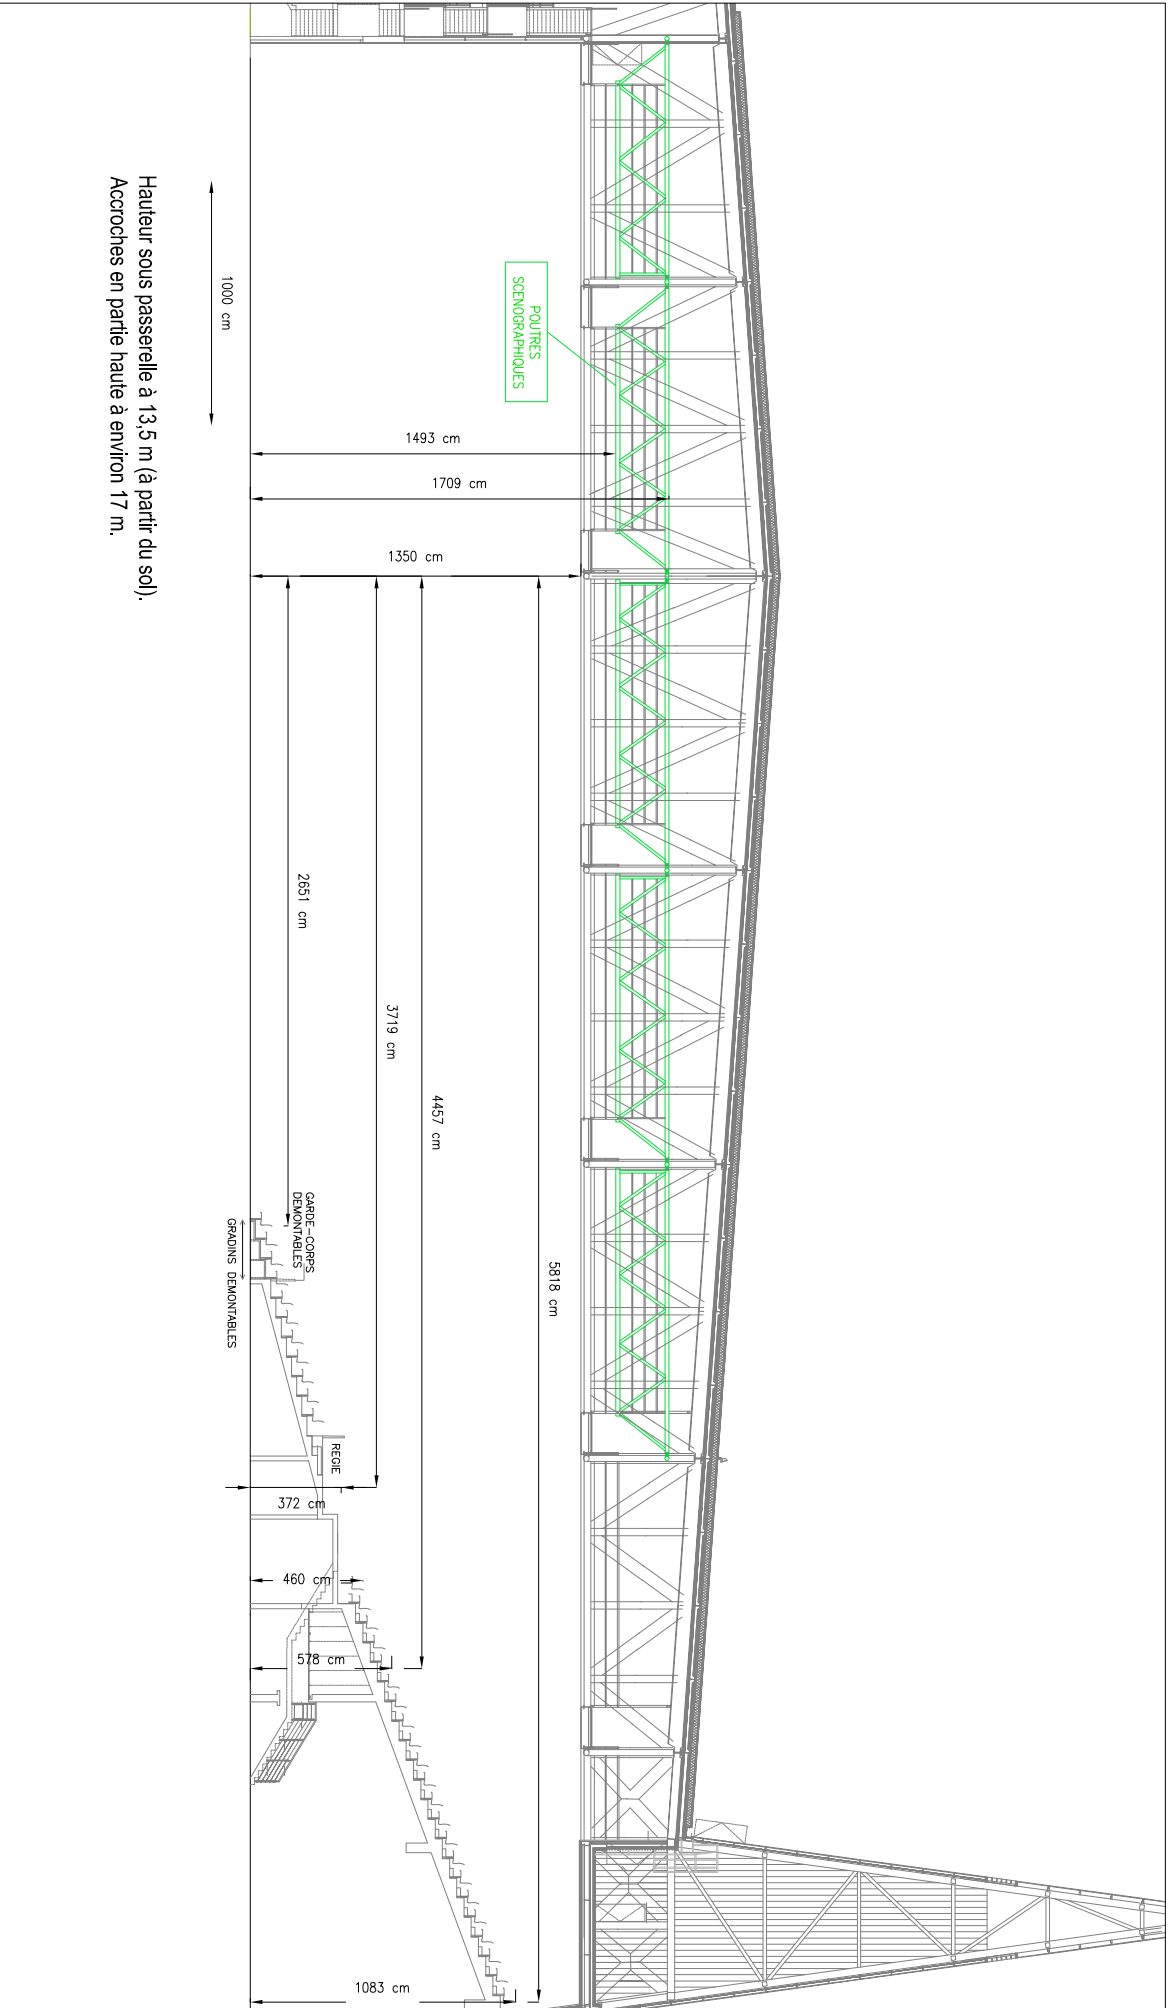 1493 cm
1709 cm
1350 cm
POUTRES
SCENOGRAPHIQUES
1000 cm
Hauteur sous passerelle à 13,5 m (à partir du sol).
Accroches en partie haute à environ 17 m.
5818 cm
4457 cm
3719 cm
2651 cm
GARDE-CORPS
DEMONTABLES
GRADINS DEMONTABLES
REGIE
372 cm
460 cm
578 cm
1083 cm